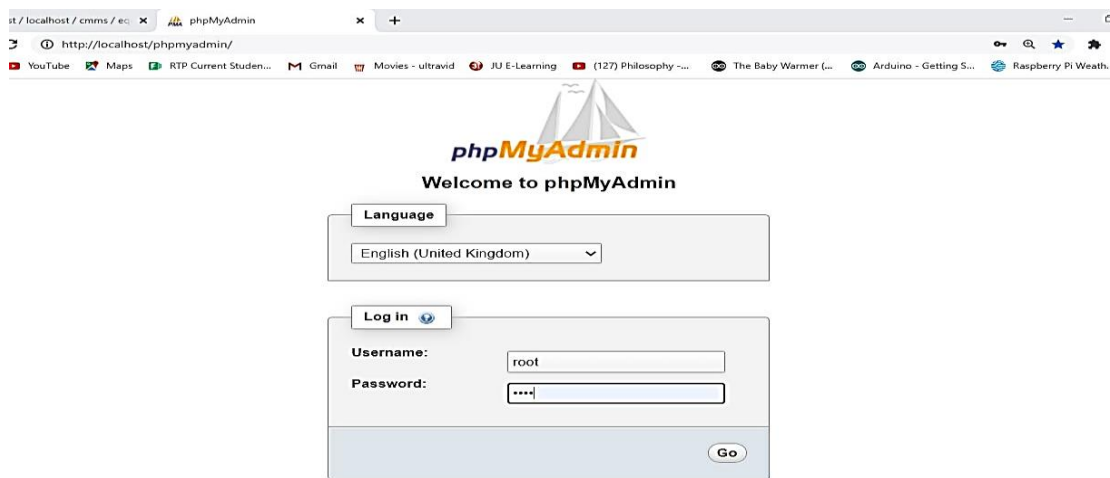 st / localhost / cmms / eq
phpMyAdmin
http://localhost/phpmyadmin/
YouTube Maps RTP Current Studen... Gmail Movies - ultravid JU E-Learning (127) Philosophy -... The Baby Warmer (... Arduino - Getting S... Raspberry Pi Weath.
phpMyAdmin
Welcome to phpMyAdmin
Language
English (United Kingdom)
Log in
Username:
root
Password:
Go